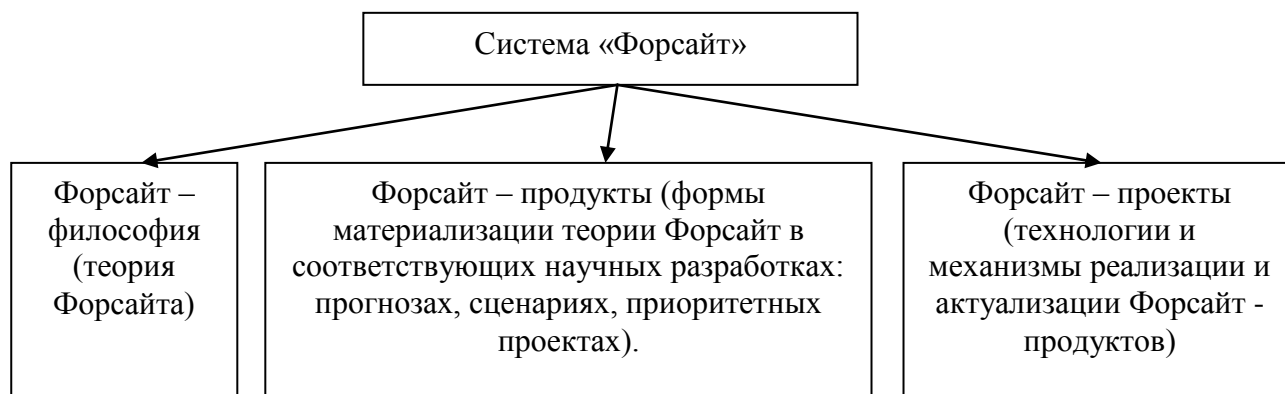 Система «Форсайт»
Форсайт –
философия
(теория
Форсайта)
Форсайт – продукты (формы
материализации теории Форсайт в
соответствующих научных разработках:
прогнозах, сценариях, приоритетных
проектах).
Форсайт – проекты
(технологии и
механизмы реализации и
актуализации Форсайт -
продуктов)